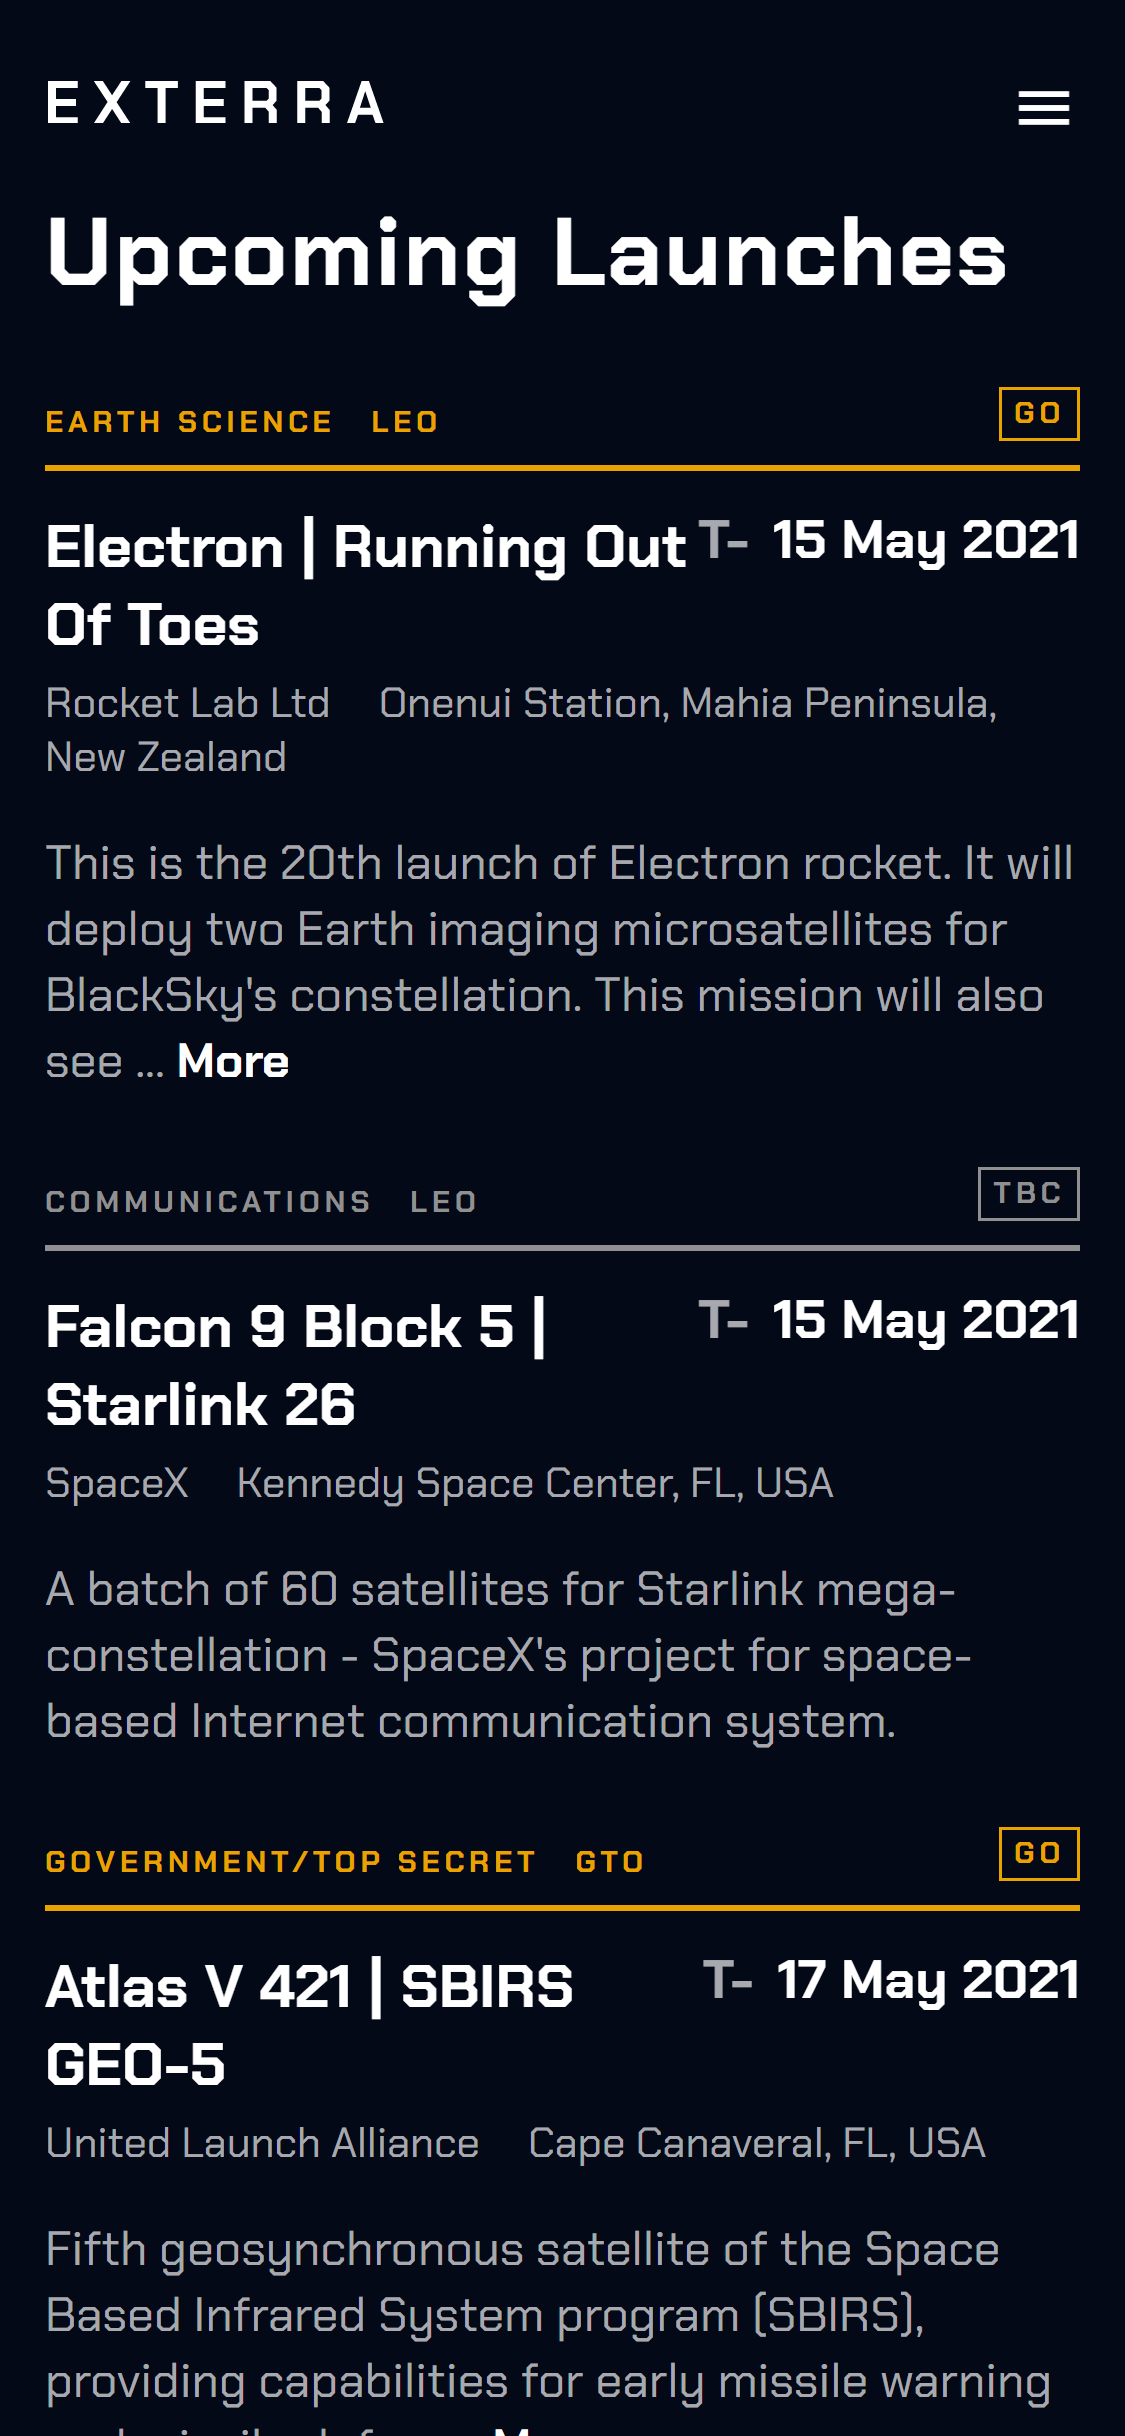 EXTERRA
Upcoming Launches
EARTH SCIENCE LEO GO
Electron | Running Out T- 15 May 2021
Of Toes
Rocket Lab Ltd Onenui Station, Mahia Peninsula,
New Zealand
This is the 20th launch of Electron rocket. It will
deploy two Earth imaging microsatellites for
BlackSky's constellation. This mission will also
see ... More
COMMUNICATIONS LEO TBC
Falcon 9 Block 5 | T- 15 May 2021
Starlink 26
SpaceX Kennedy Space Center, FL, USA
A batch of 60 satellites for Starlink mega-
constellation - SpaceX's project for space-
based Internet communication system.
GOVERNMENT/TOP SECRET GTO GO
Atlas V 421 | SBIRS T- 17 May 2021
GEO-5
United Launch Alliance Cape Canaveral, FL, USA
Fifth geosynchronous satellite of the Space
Based Infrared System program (SBIRS),
providing capabilities for early missile warning